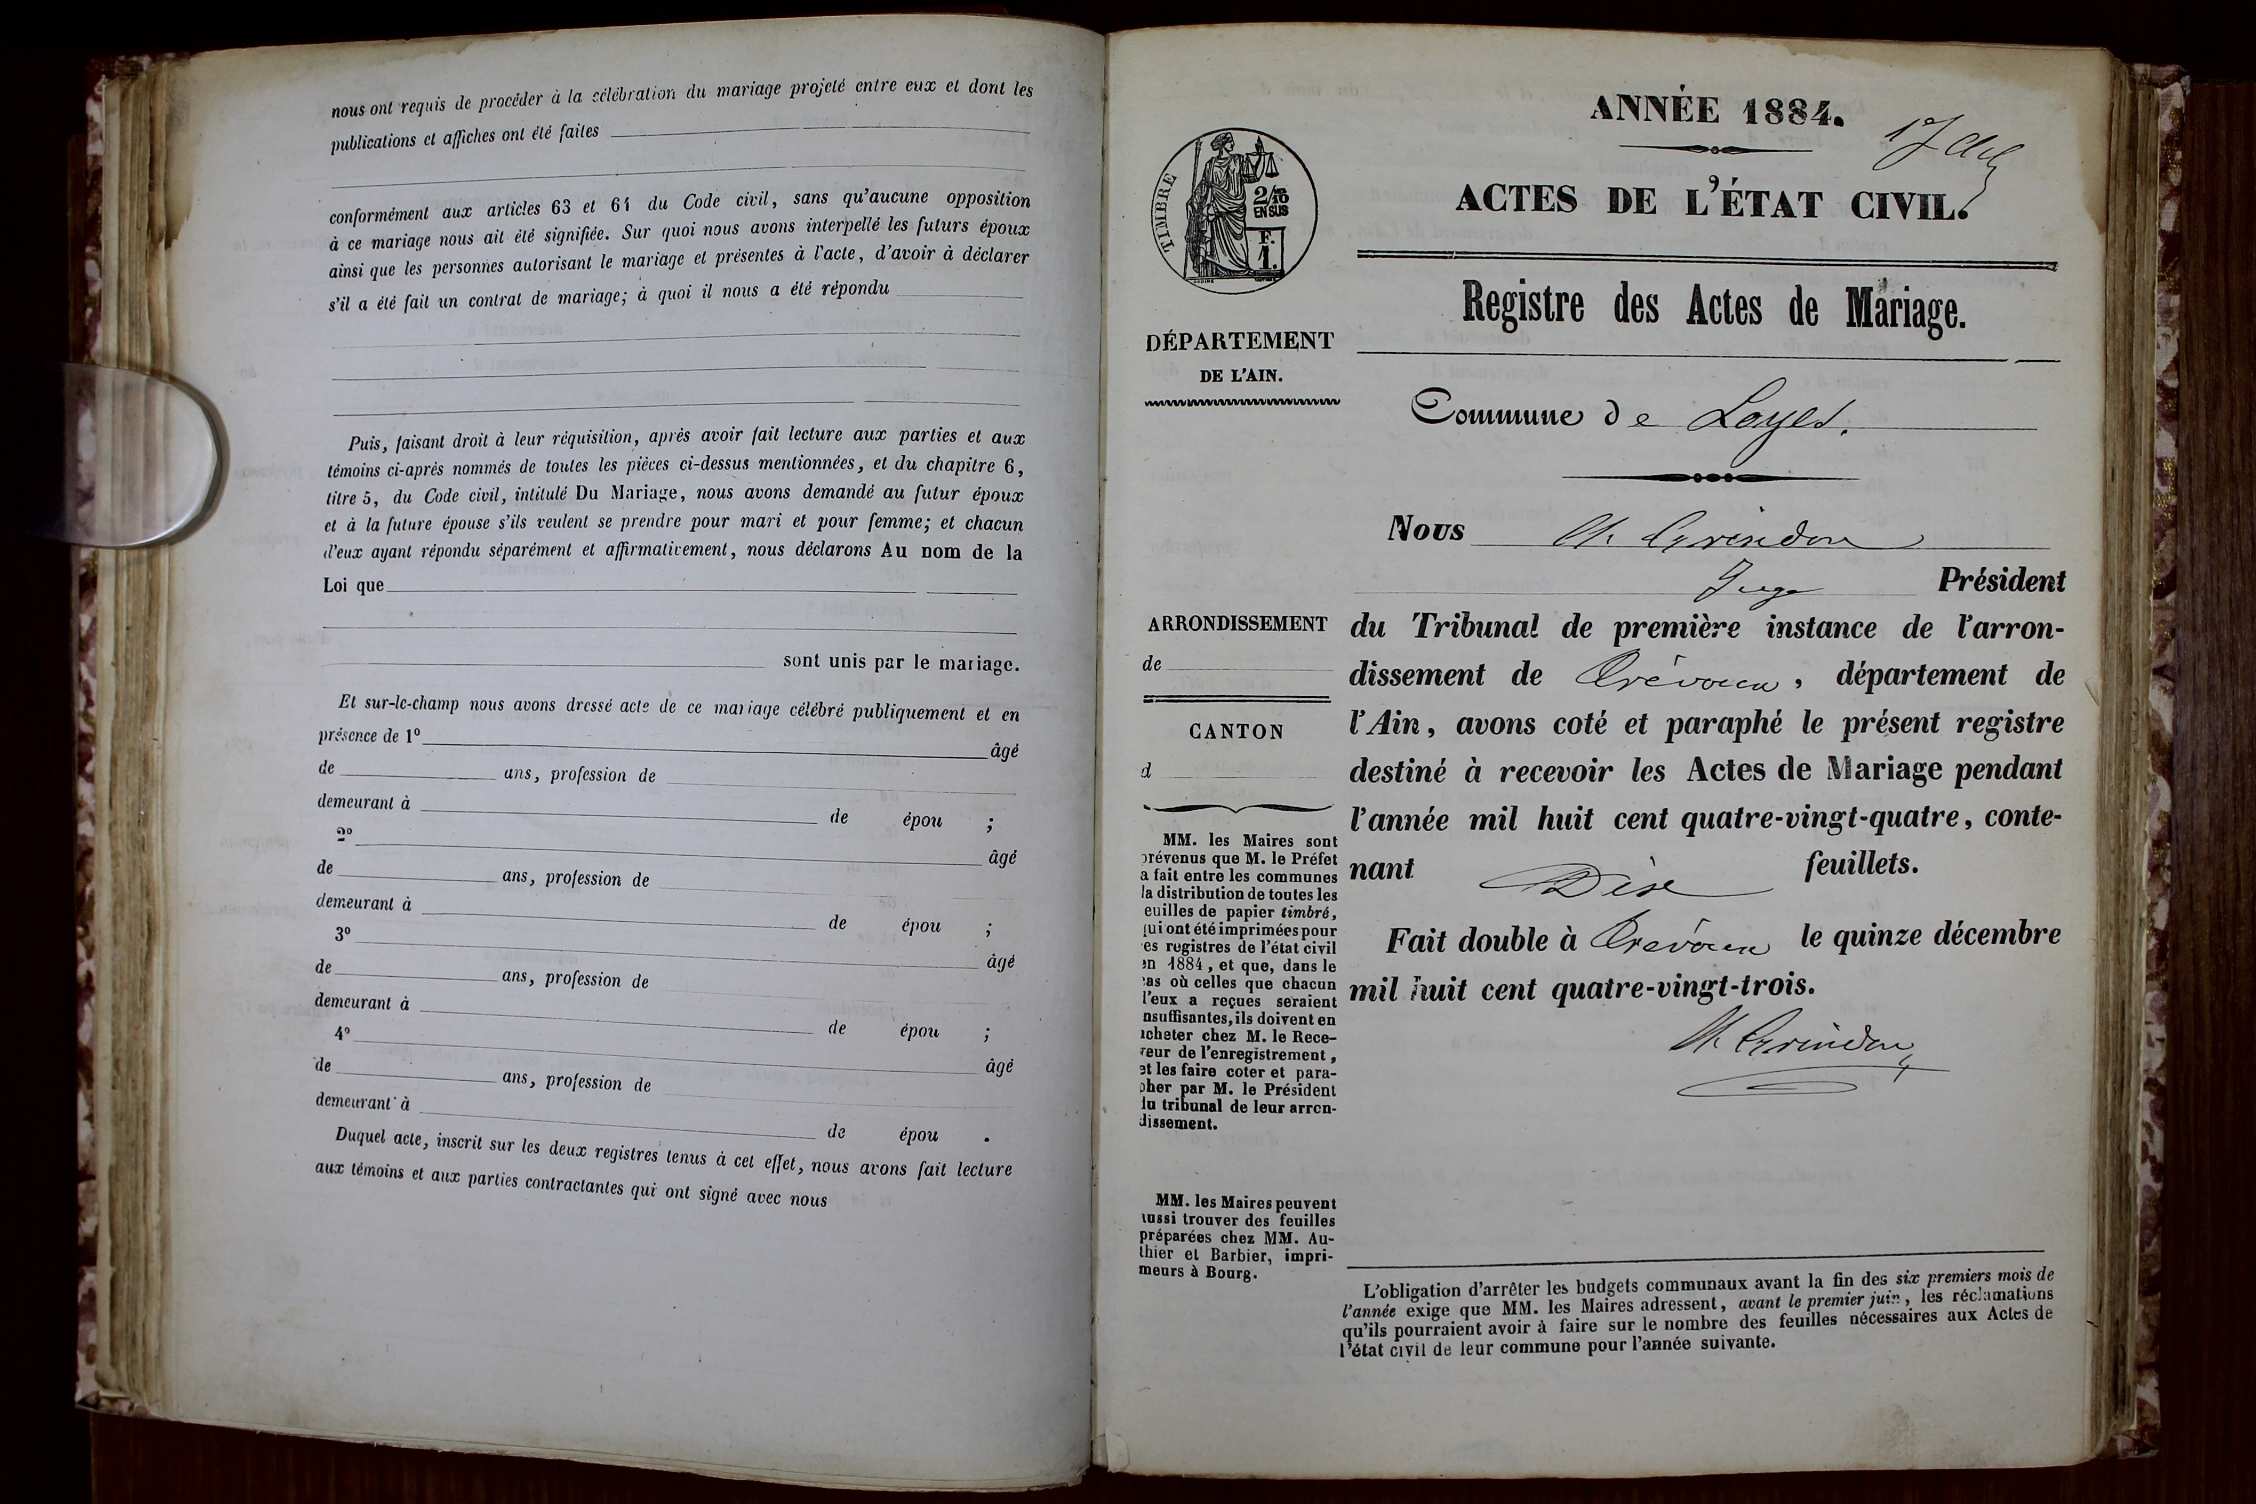 nous ont requis de procéder à la célébration du mariage projeté entre eux et dont les
publications et affiches ont été faites
conformément aux articles 63 et 64 du Code civil, sans qu'aucune opposition
à ce mariage nous ait été signifiée. Sur quoi nous avons interpellé les futurs époux
ainsi que les personnes autorisant le mariage et présentes à l'acte, d'avoir à déclarer
s'il a été fait un contrat de mariage; à quoi il nous a été répondu
Puis, faisant droit à leur réquisition, après avoir fait lecture aux parties et aux
témoins ci-après nommés de toutes les pièces ci-dessus mentionnées, et du chapitre 6,
titre 5, du Code civil, intitulé Du Mariage, nous avons demandé au futur époux
et à la future épouse s'ils veulent se prendre pour mari et pour femme; et chacun
d'eux ayant répondu séparément et affirmativement, nous déclarons Au nom de la
Loi que
sont unis par le mariage.
Et sur-le-champ nous avons dressé acte de ce mariage célébré publiquement et en
présence de 1º âgé
de ans, profession de
demeurant à de épou ;
2º âgé
de ans, profession de
demeurant à de épou ;
3º âgé
de ans, profession de
demeurant à de épou ;
4º âgé
de ans, profession de
demeurant à de épou .
Duquel acte, inscrit sur les deux registres tenus à cet effet, nous avons fait lecture
aux témoins et aux parties contractantes qui ont signé avec nous
ANNÉE 1884.
ACTES DE L'ÉTAT CIVIL.
TIMBRE
2/10
EN SUS
F.
1.
Registre des Actes de Mariage.
DÉPARTEMENT
DE L'AIN.
Commune de Loyes.
Nous Ch. Grindon
Juge Président
du Tribunal de première instance de l'arron-
dissement de Trévoux, département de
l'Ain, avons coté et paraphé le présent registre
destiné à recevoir les Actes de Mariage pendant
l'année mil huit cent quatre-vingt-quatre, conte-
nant Dix feuillets.
Fait double à Trévoux le quinze décembre
mil huit cent quatre-vingt-trois.
Ch. Grindon
ARRONDISSEMENT
de
CANTON
d
MM. les Maires sont
prévenus que M. le Préfet
a fait entre les communes
la distribution de toutes les
euilles de papier timbré,
qui ont été imprimées pour
es registres de l'état civil
en 1884, et que, dans le
cas où celles que chacun
l'eux a reçues seraient
nsuffisantes, ils doivent en
acheter chez M. le Rece-
veur de l'enregistrement,
et les faire coter et para-
pher par M. le Président
du tribunal de leur arron-
dissement.
MM. les Maires peuvent
aussi trouver des feuilles
préparées chez MM. Au-
thier et Barbier, impri-
meurs à Bourg.
L'obligation d'arrêter les budgets communaux avant la fin des six premiers mois de
l'année exige que MM. les Maires adressent, avant le premier juin, les réclamations
qu'ils pourraient avoir à faire sur le nombre des feuilles nécessaires aux Actes de
l'état civil de leur commune pour l'année suivante.